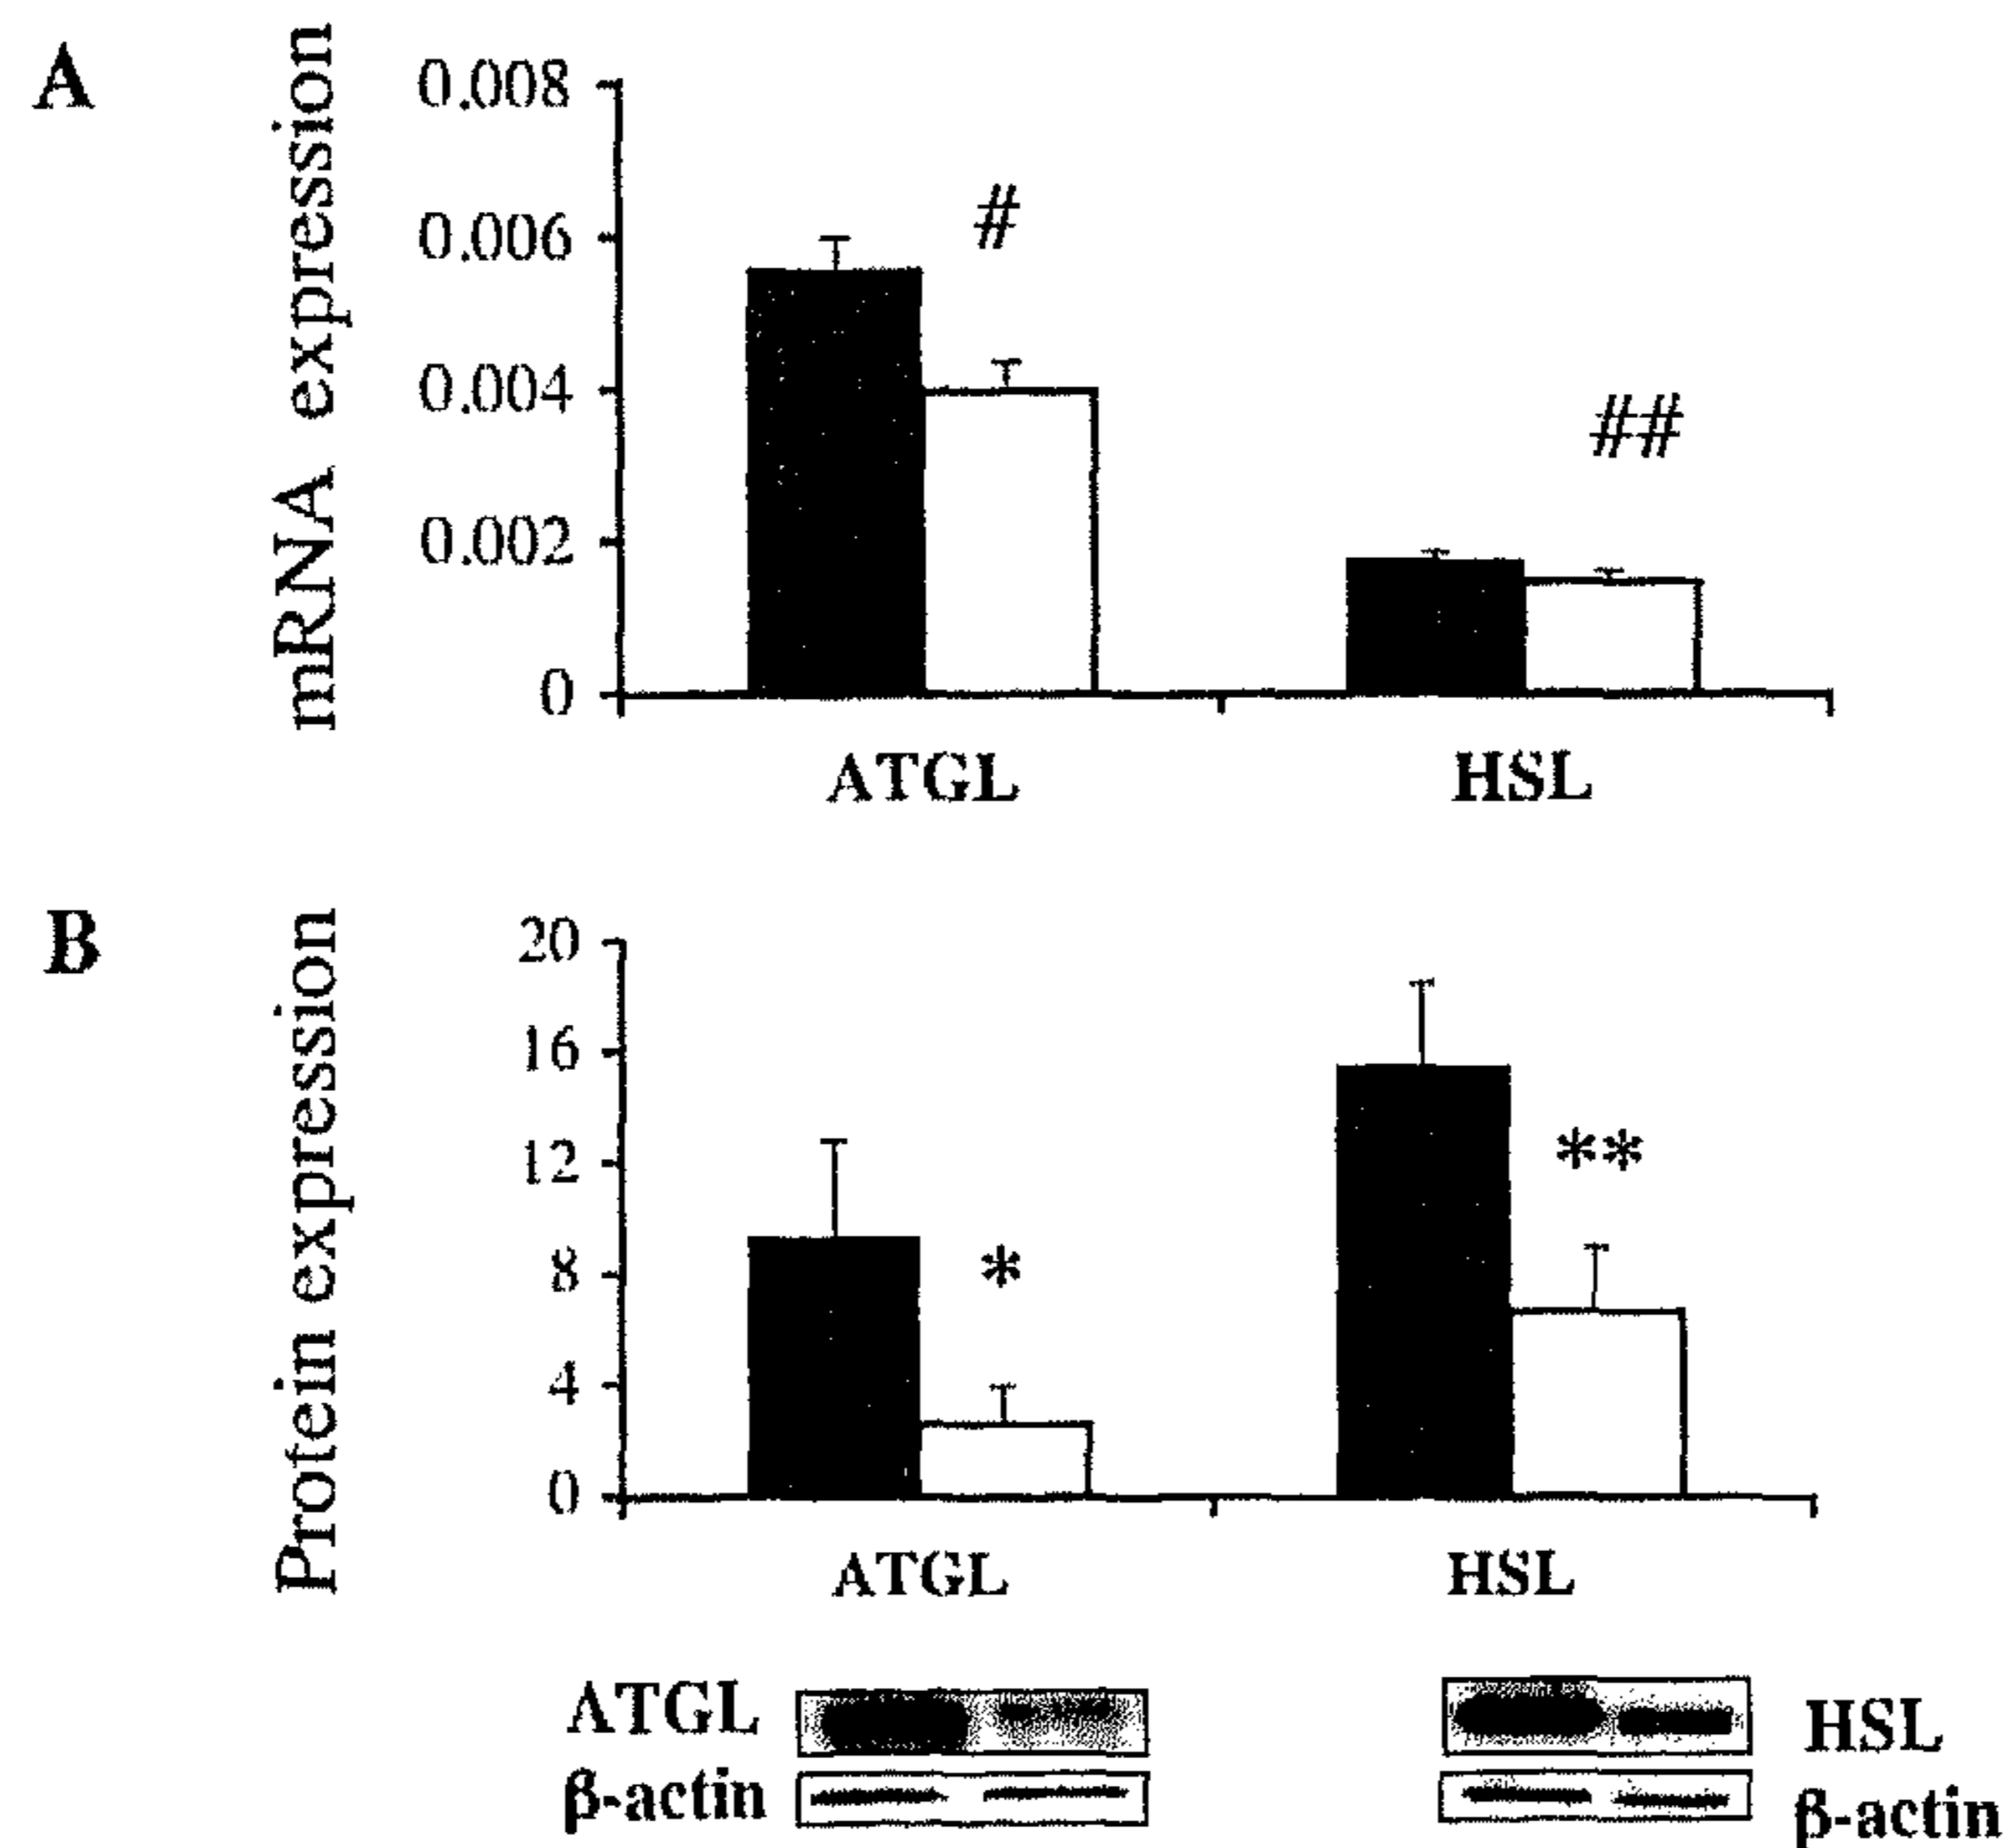 A
mRNA expression
0.008
0.006
0.004
0.002
0
#
##
ATGL HSL
B
Protein expression
20
16
12
8
4
0
*
**
ATGL HSL
ATGL HSL
β-actin β-actin